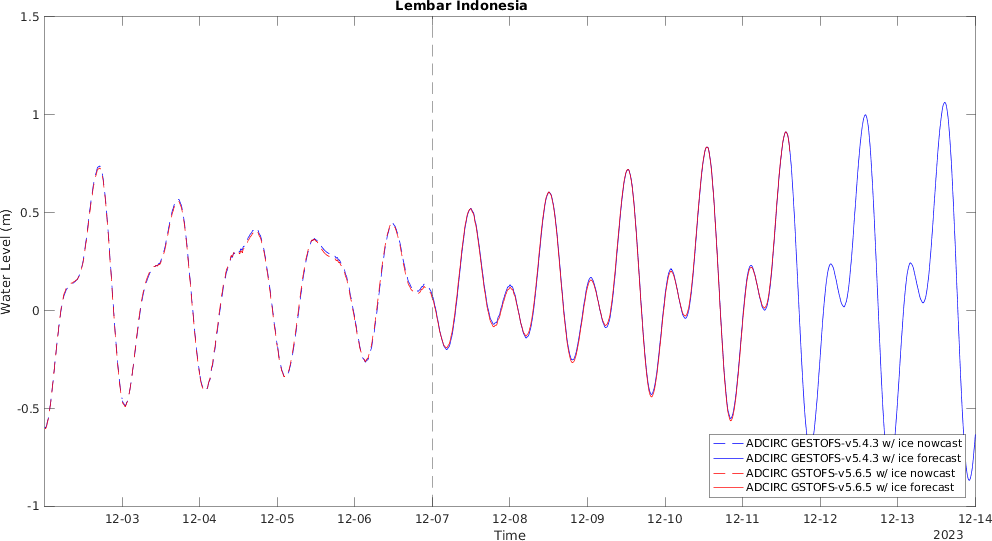 Lembar Indonesia
1.5
1
0.5
0
-0.5
-1
Water Level (m)
12-03
12-04
12-05
12-06
12-07
12-08
12-09
12-10
12-11
12-12
12-13
12-14
Time
2023
ADCIRC GESTOFS-v5.4.3 w/ ice nowcast
ADCIRC GESTOFS-v5.4.3 w/ ice forecast
ADCIRC GSTOFS-v5.6.5 w/ ice nowcast
ADCIRC GSTOFS-v5.6.5 w/ ice forecast